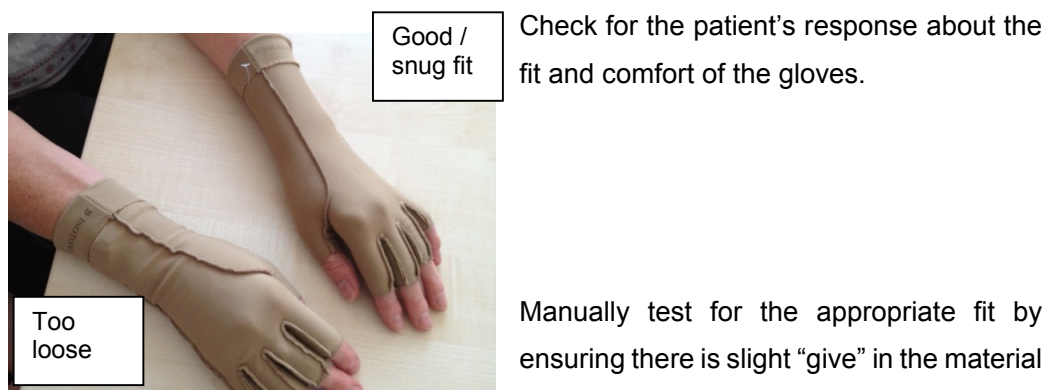 Good /
snug fit
Check for the patient’s response about the
fit and comfort of the gloves.
Too
loose
Manually test for the appropriate fit by
ensuring there is slight “give” in the material